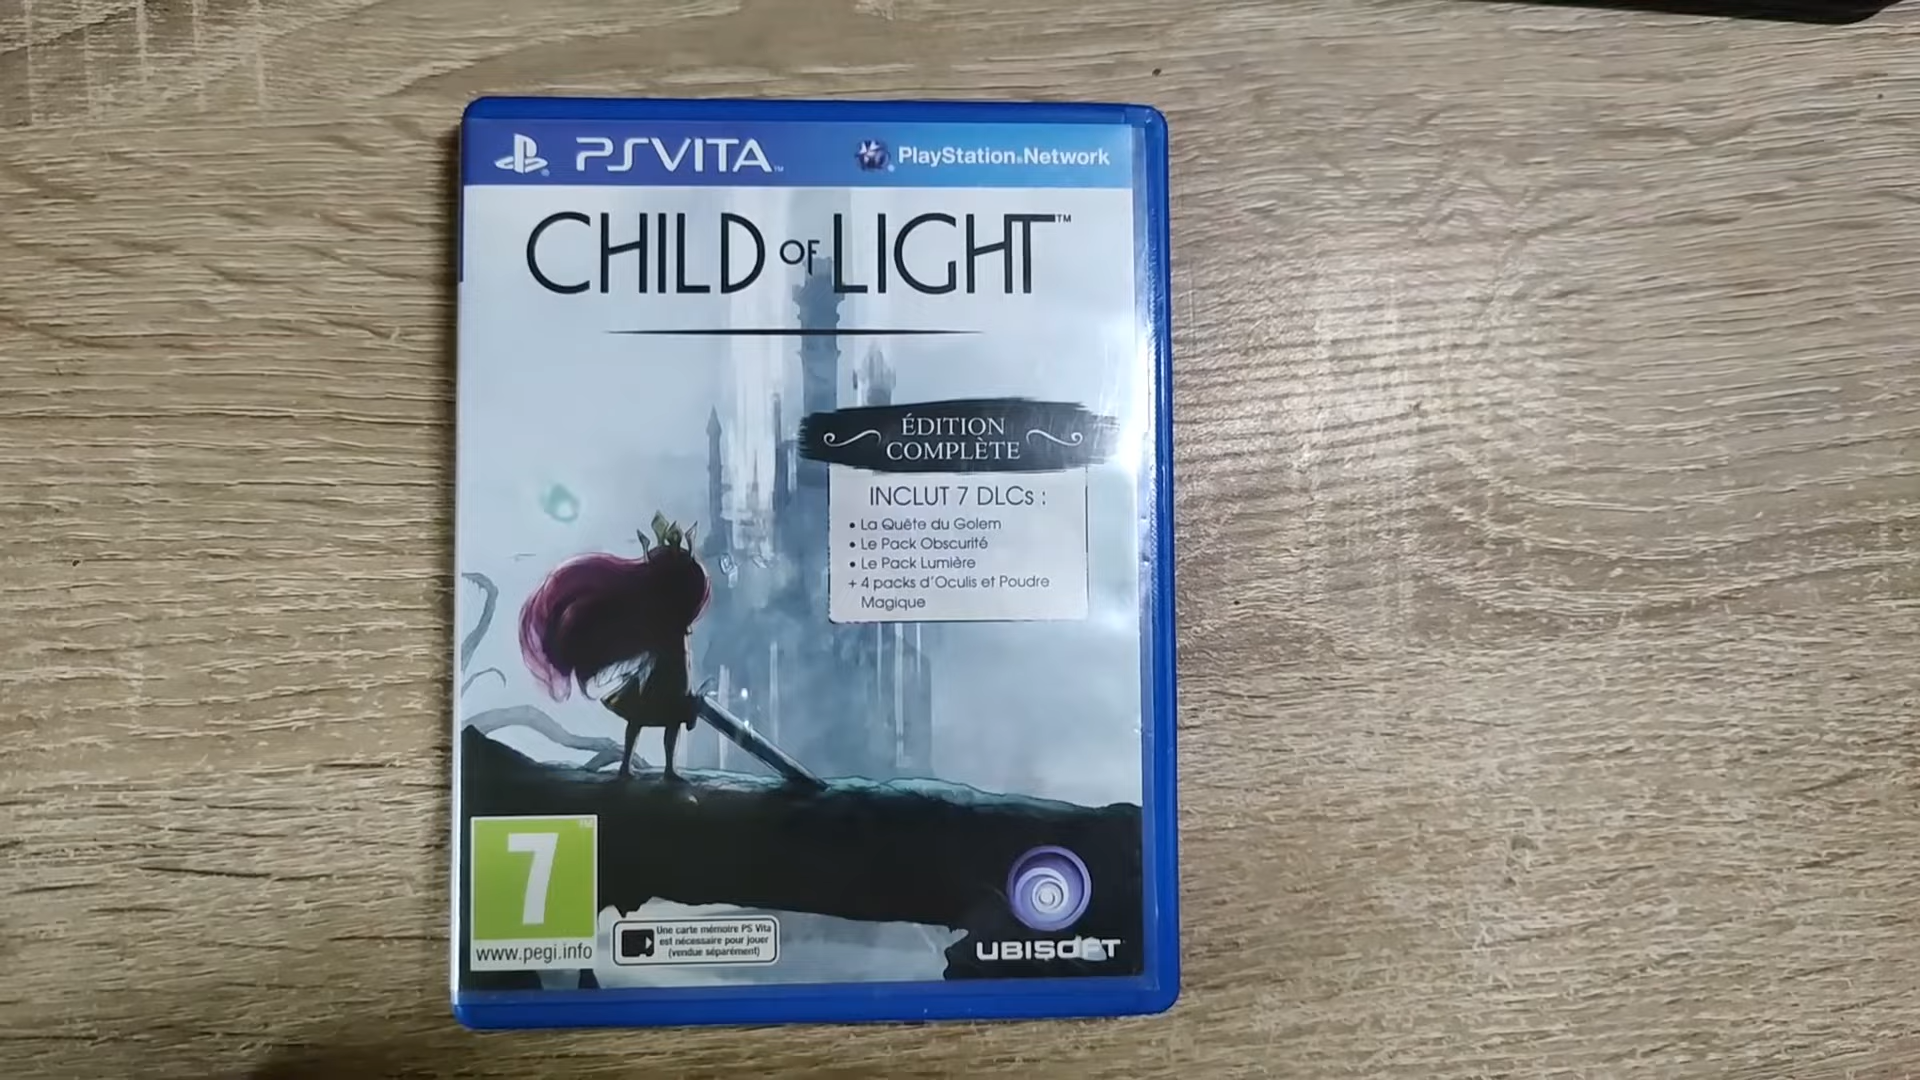 PSVITA™
PlayStation®Network
CHILD OF LIGHT™
ÉDITION
COMPLÈTE
INCLUT 7 DLCs :
• La Quête du Golem
• Le Pack Obscurité
• Le Pack Lumière
+ 4 packs d'Oculis et Poudre
Magique
7
www.pegi.info
Une carte mémoire PS Vita
est nécessaire pour jouer
(vendue séparément)
UBISOFT